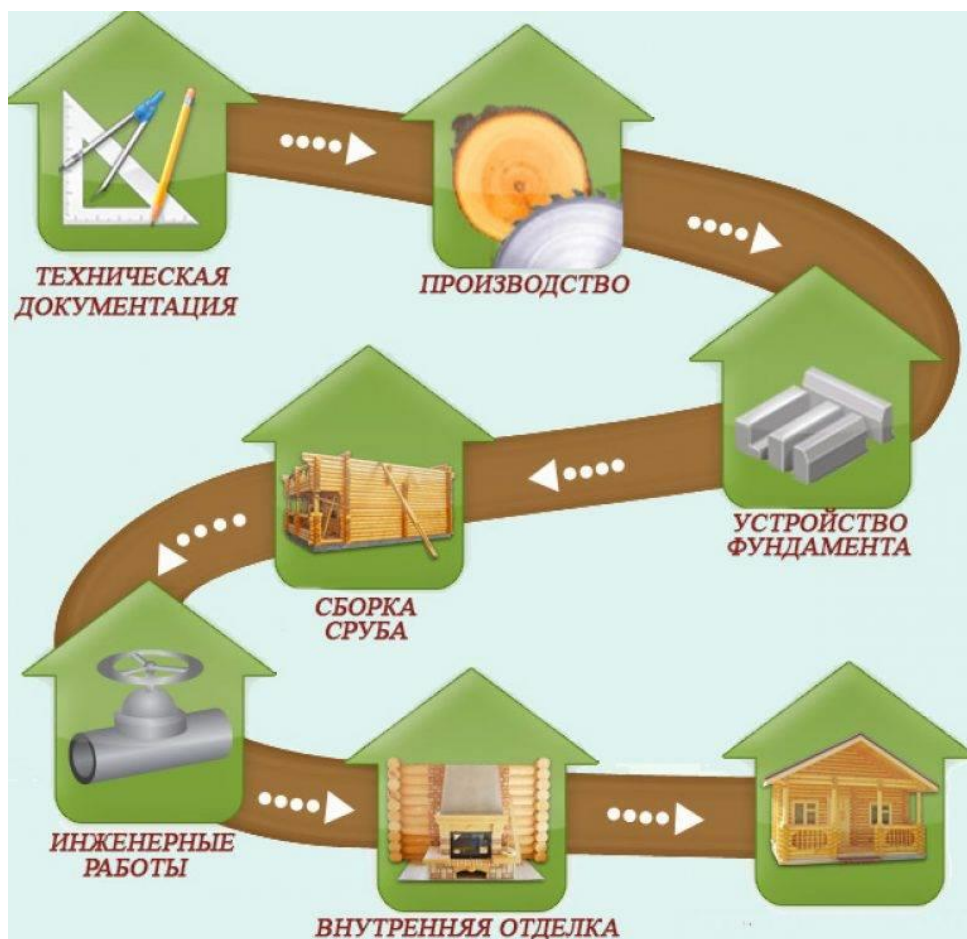 ТЕХНИЧЕСКАЯ
ДОКУМЕНТАЦИЯ
ПРОИЗВОДСТВО
УСТРОЙСТВО
ФУНДАМЕНТА
СБОРКА
СРУБА
ИНЖЕНЕРНЫЕ
РАБОТЫ
ВНУТРЕННЯЯ ОТДЕЛКА